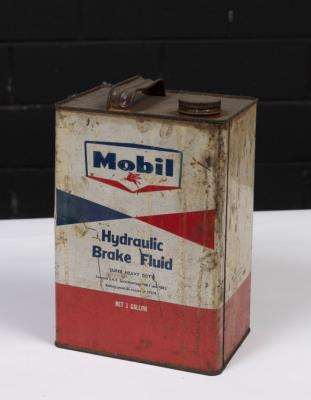 Mobil
Hydraulic
Brake Fluid
SUPER HEAVY DUTY
NET 1 GALLON